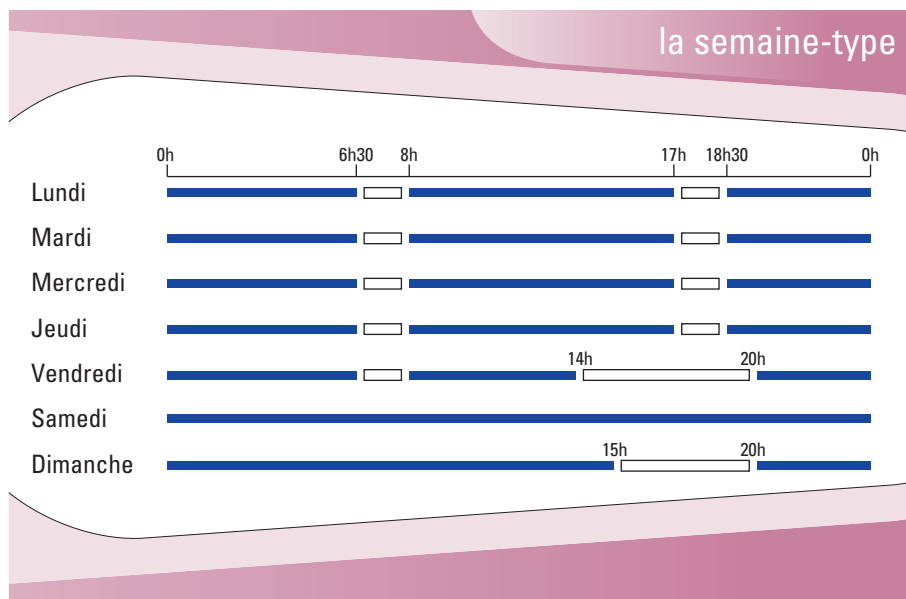 la semaine-type
0h 6h30 8h 17h 18h30 0h
Lundi
Mardi
Mercredi
Jeudi
14h 20h
Vendredi
Samedi
15h 20h
Dimanche